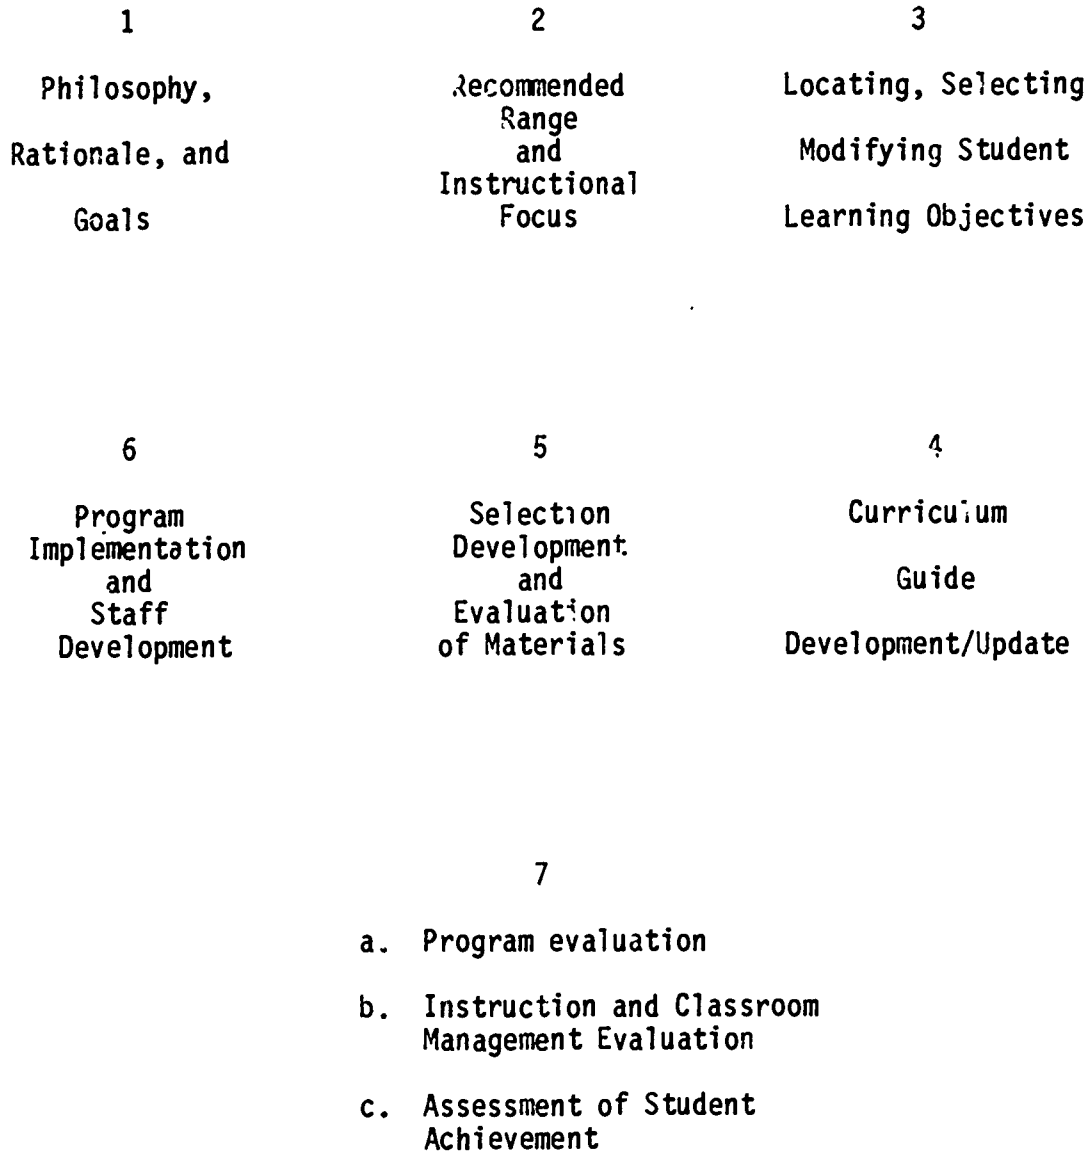 1
Philosophy,
Rationale, and
Goals
2
Recommended
Range
and
Instructional
Focus
3
Locating, Selecting
Modifying Student
Learning Objectives
6
Program
Implementation
and
Staff
Development
5
Selection
Development
and
Evaluation
of Materials
4
Curriculum
Guide
Development/Update
7
a. Program evaluation
b. Instruction and Classroom
Management Evaluation
c. Assessment of Student
Achievement